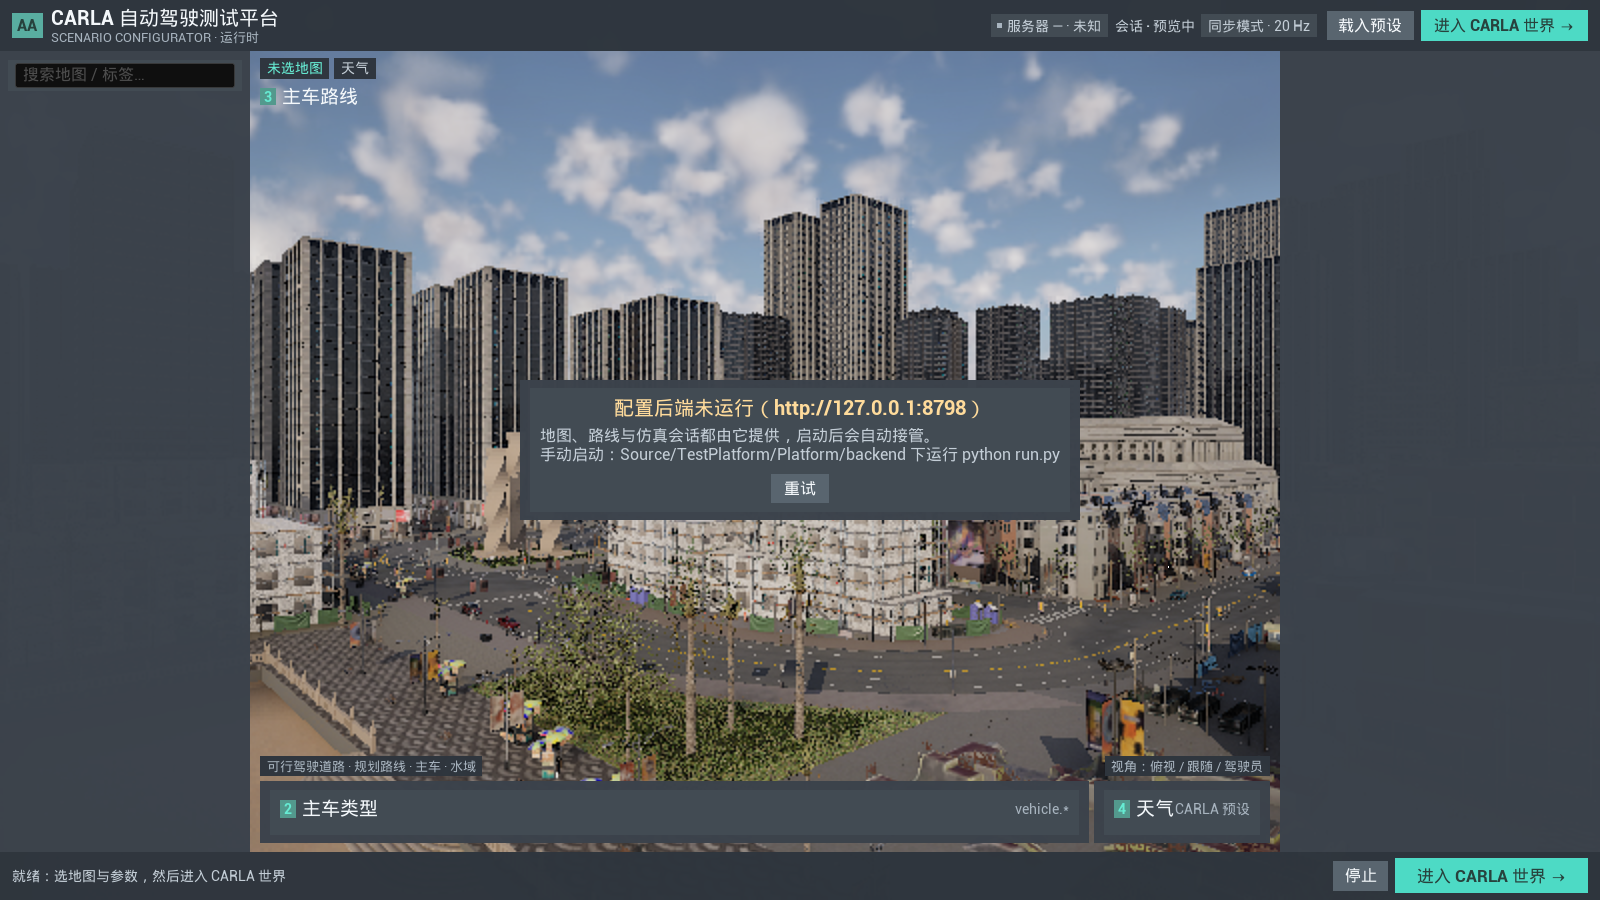 AA
CARLA 自动驾驶测试平台
SCENARIO CONFIGURATOR · 运行时
服务器 — · 未知
会话 · 预览中
同步模式 · 20 Hz
载入预设
进入 CARLA 世界 →
搜索地图 / 标签...
未选地图
天气
3 主车路线
配置后端未运行（http://127.0.0.1:8798）
地图、路线与仿真会话都由它提供，启动后会自动接管。
手动启动：Source/TestPlatform/Platform/backend 下运行 python run.py
重试
可行驾驶道路 · 规划路线 · 主车 · 水域
视角：俯视 / 跟随 / 驾驶员
2 主车类型
vehicle.*
4 天气
CARLA 预设
就绪：选地图与参数，然后进入 CARLA 世界
停止
进入 CARLA 世界 →